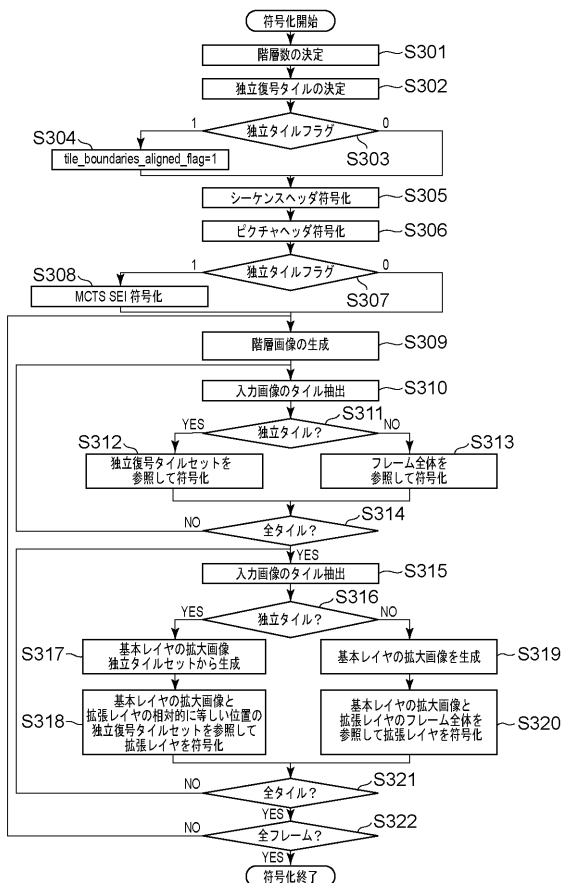 符号化開始
階層数の決定
S301
独立復号タイルの決定
S302
1
独立タイルフラグ
0
S303
S304
tile_boundaries_aligned_flag=1
シーケンスヘッダ符号化
S305
ピクチャヘッダ符号化
S306
1
独立タイルフラグ
0
S307
S308
MCTS SEI 符号化
階層画像の生成
S309
入力画像のタイル抽出
S310
YES
独立タイル？
NO
S311
S312
独立復号タイルセットを
参照して符号化
S313
フレーム全体を
参照して符号化
NO
全タイル？
S314
YES
入力画像のタイル抽出
S315
YES
独立タイル？
NO
S316
S317
基本レイヤの拡大画像
独立タイルセットから生成
基本レイヤの拡大画像を生成
S319
S318
基本レイヤの拡大画像と
拡張レイヤの相対的に等しい位置の
独立復号タイルセットを参照して
拡張レイヤを符号化
基本レイヤの拡大画像と
拡張レイヤのフレーム全体を
参照して拡張レイヤを符号化
S320
NO
全タイル？
S321
YES
NO
全フレーム？
S322
YES
符号化終了